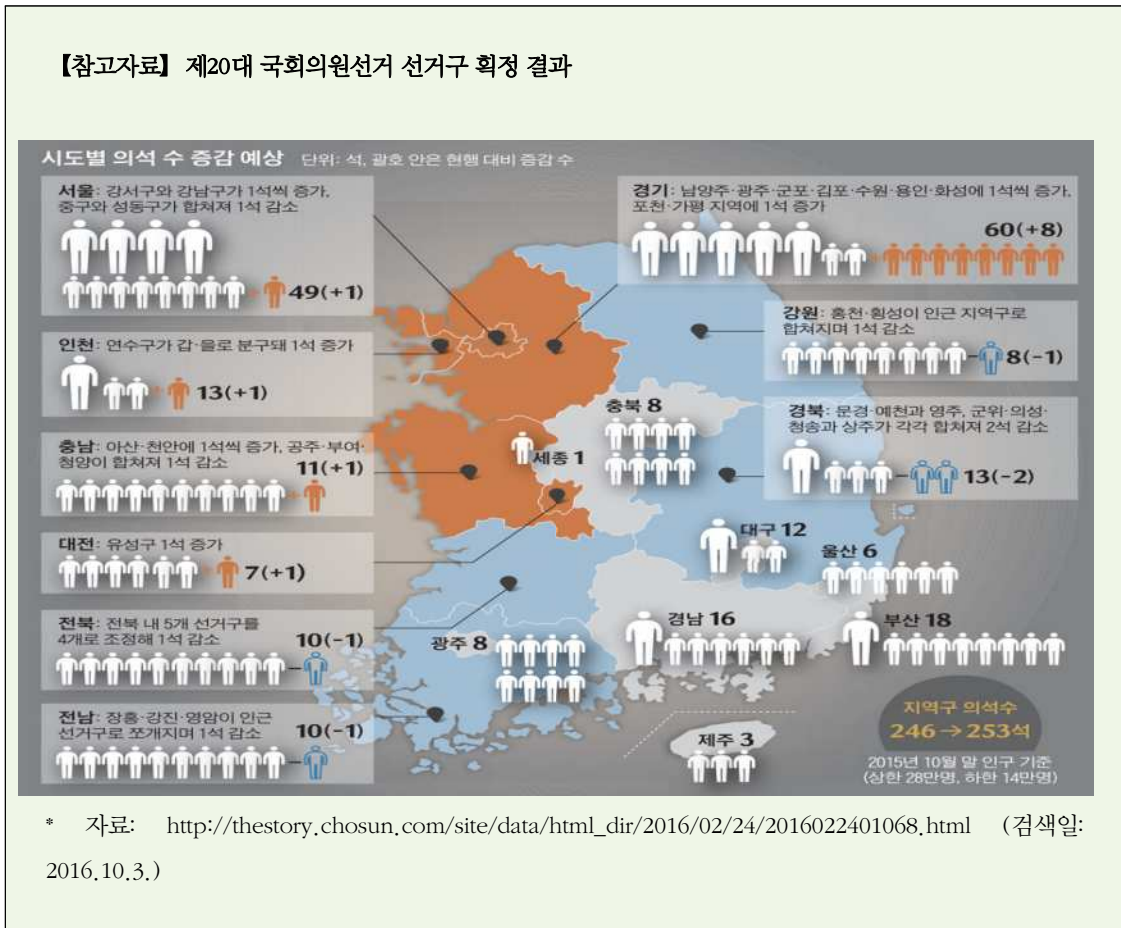 【참고자료】 제20대 국회의원선거 선거구 획정 결과
시도별 의석 수 증감 예상 단위: 석, 괄호 안은 현행 대비 증감 수
서울: 강서구와 강남구가 1석씩 증가,
중구와 성동구가 합쳐져 1석 감소
49(+1)
경기: 남양주·광주·군포·김포·수원·용인·화성에 1석씩 증가,
포천·가평 지역에 1석 증가
60(+8)
인천: 연수구가 갑·을로 분구돼 1석 증가
13(+1)
강원: 홍천·횡성이 인근 지역구로
합쳐지며 1석 감소
8(-1)
충남: 아산·천안에 1석씩 증가, 공주·부여·
청양이 합쳐져 1석 감소
11(+1)
충북 8
세종 1
경북: 문경·예천과 영주, 군위·의성·
청송과 상주가 각각 합쳐져 2석 감소
13(-2)
대전: 유성구 1석 증가
7(+1)
대구 12
울산 6
전북: 전북 내 5개 선거구를
4개로 조정해 1석 감소
10(-1)
광주 8
경남 16
부산 18
전남: 장흥·강진·영암이 인근
선거구로 쪼개지며 1석 감소
10(-1)
제주 3
지역구 의석수
246→253석
2015년 10월 말 인구 기준
(상한 28만명, 하한 14만명)
* 자료: http://thestory.chosun.com/site/data/html_dir/2016/02/24/2016022401068.html (검색일:
2016.10.3.)